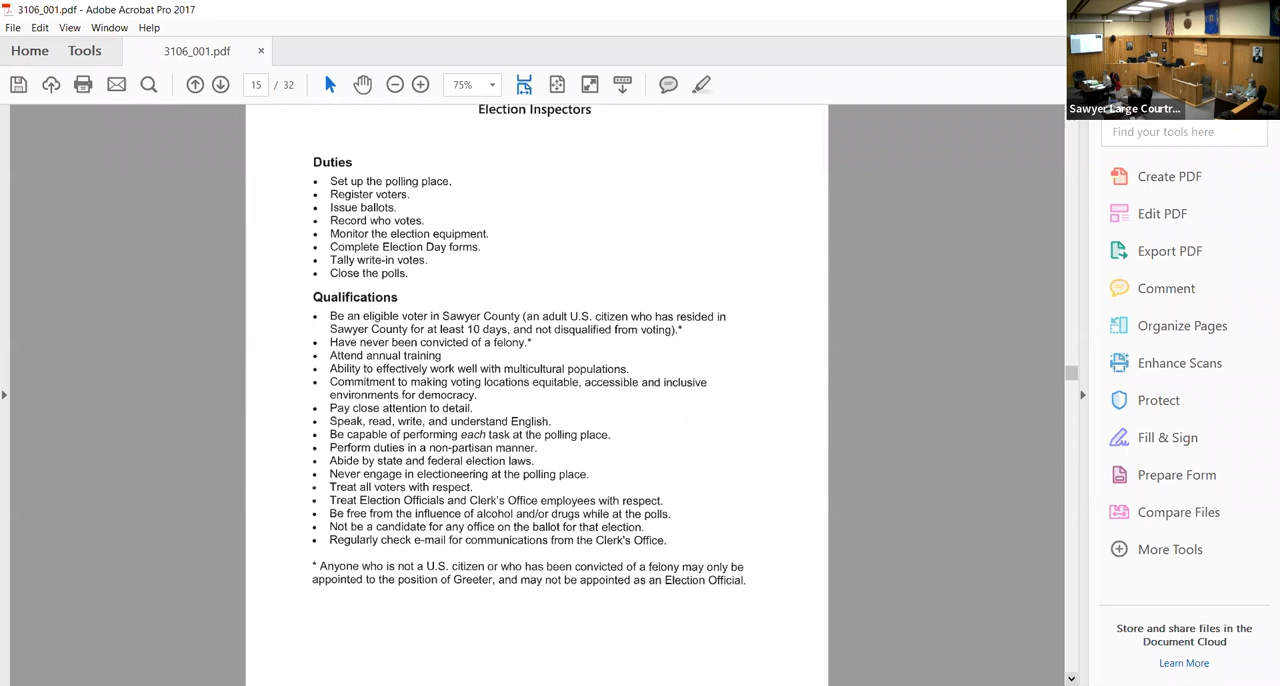 3106_001.pdf - Adobe Acrobat Pro 2017
File Edit View Window Help
Home Tools 3106_001.pdf ×
15 / 32 75%
Sawyer Large Courtr...
Election Inspectors
Duties
• Set up the polling place.
• Register voters.
• Issue ballots.
• Record who votes.
• Monitor the election equipment.
• Complete Election Day forms.
• Tally write-in votes.
• Close the polls.
Qualifications
• Be an eligible voter in Sawyer County (an adult U.S. citizen who has resided in
Sawyer County for at least 10 days, and not disqualified from voting).*
• Have never been convicted of a felony.*
• Attend annual training
• Ability to effectively work well with multicultural populations.
• Commitment to making voting locations equitable, accessible and inclusive
environments for democracy.
• Pay close attention to detail.
• Speak, read, write, and understand English.
• Be capable of performing each task at the polling place.
• Perform duties in a non-partisan manner.
• Abide by state and federal election laws.
• Never engage in electioneering at the polling place.
• Treat all voters with respect.
• Treat Election Officials and Clerk's Office employees with respect.
• Be free from the influence of alcohol and/or drugs while at the polls.
• Not be a candidate for any office on the ballot for that election.
• Regularly check e-mail for communications from the Clerk's Office.
* Anyone who is not a U.S. citizen or who has been convicted of a felony may only be
appointed to the position of Greeter, and may not be appointed as an Election Official.
Find your tools here
Create PDF
Edit PDF
Export PDF
Comment
Organize Pages
Enhance Scans
Protect
Fill & Sign
Prepare Form
Compare Files
More Tools
Store and share files in the
Document Cloud
Learn More